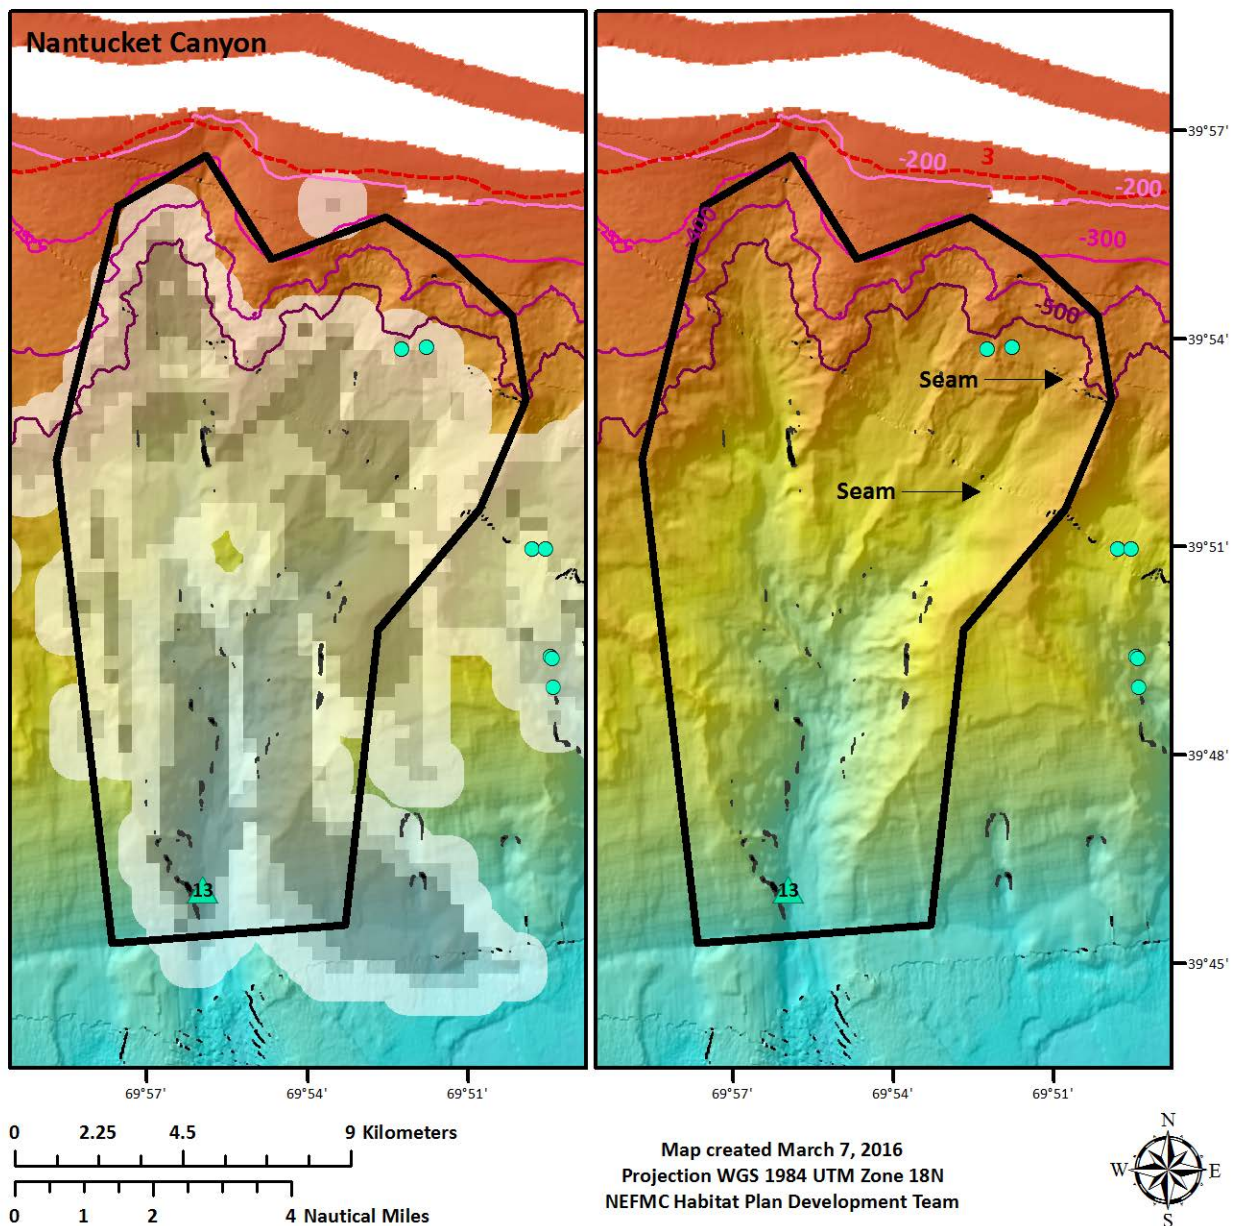 Nantucket Canyon
13
-200
3
-200
-300
-400
-500
Seam
Seam
13
39°57'
39°54'
39°51'
39°48'
39°45'
69°57'
69°54'
69°51'
69°57'
69°54'
69°51'
0 2.25 4.5 9 Kilometers
0 1 2 4 Nautical Miles
Map created March 7, 2016
Projection WGS 1984 UTM Zone 18N
NEFMC Habitat Plan Development Team
N
W E
S